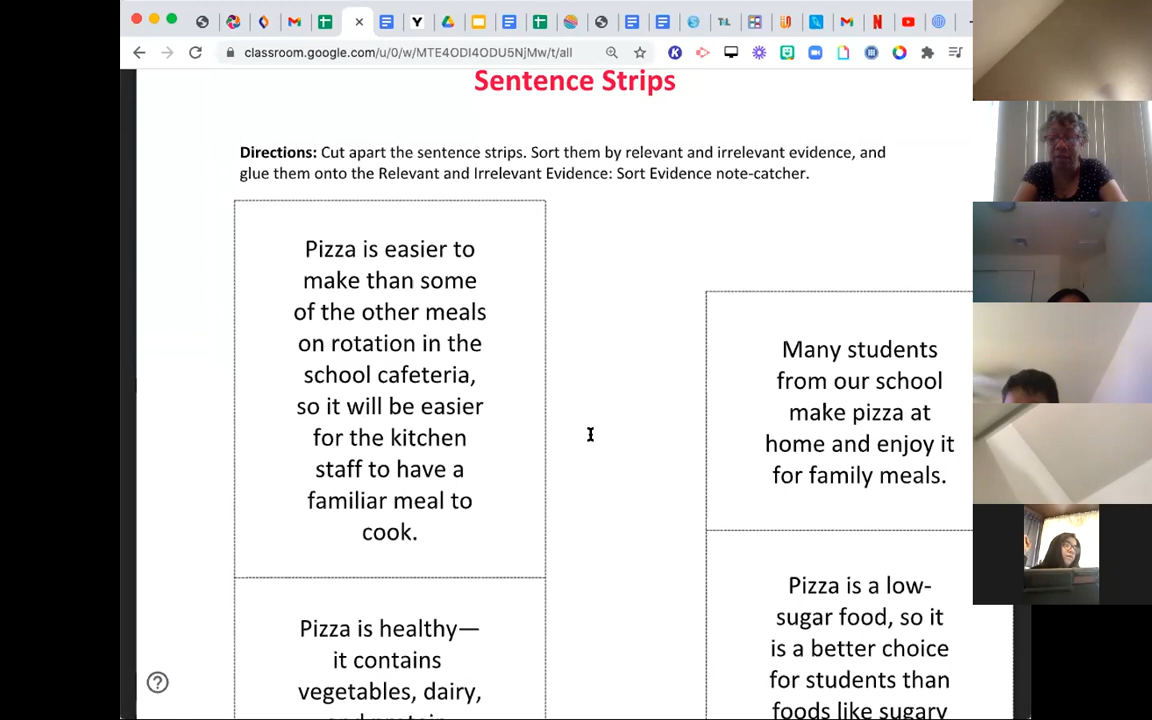 classroom.google.com/u/0/w/MTE4ODI4ODU5NjMw/t/all
Sentence Strips
Directions: Cut apart the sentence strips. Sort them by relevant and irrelevant evidence, and
glue them onto the Relevant and Irrelevant Evidence: Sort Evidence note-catcher.
Pizza is easier to
make than some
of the other meals
on rotation in the
school cafeteria,
so it will be easier
for the kitchen
staff to have a
familiar meal to
cook.
Pizza is healthy—
it contains
vegetables, dairy,
and protein
Many students
from our school
make pizza at
home and enjoy it
for family meals.
Pizza is a low-
sugar food, so it
is a better choice
for students than
foods like sugary